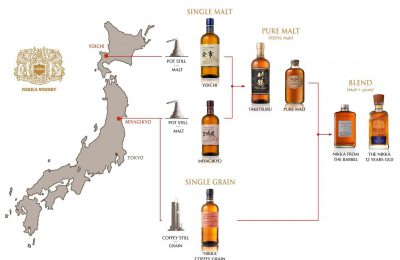 SINGLE MALT
PURE MALT
(100% malt)
BLEND
(Malt + grain)
NIKKA WHISKY
YOICHI
POT STILL
MALT
YOICHI
TAKETSURU
PURE MALT
MIYAGIKYO
POT STILL
MALT
MIYAGIKYO
NIKKA FROM
THE BARREL
THE NIKKA
12 YEARS OLD
TOKYO
SINGLE GRAIN
COFFEY STILL
GRAIN
NIKKA
COFFEY GRAIN